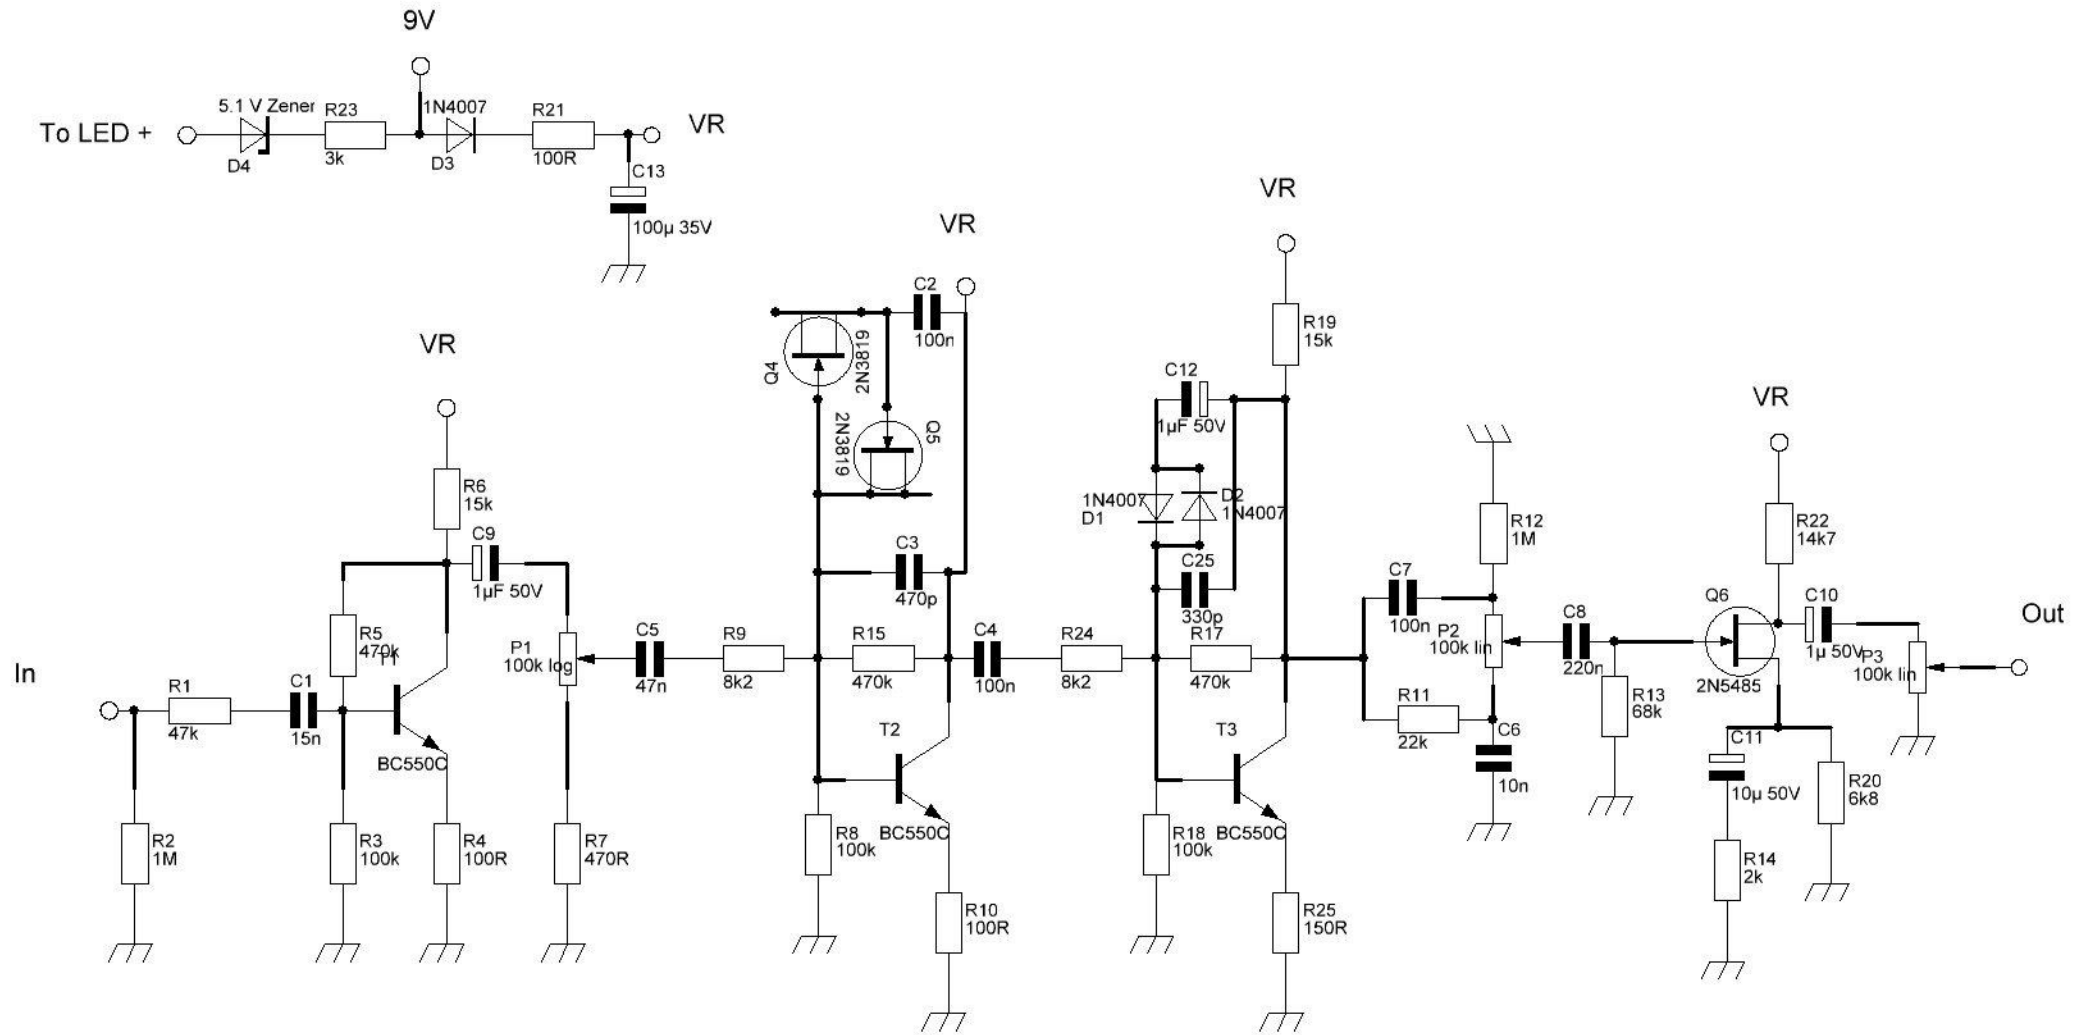 9V
5.1 V Zener
R23
1N4007
R21
To LED +
VR
D4
3k
D3
100R
C13
100µ 35V
VR
VR
C2
100n
R19
15k
Q4
2N3819
VR
C12
1µF 50V
VR
2N3819
Q5
R6
15k
1N4007
D1
D2
1N4007
R12
1M
R22
14k7
C9
1µF 50V
C3
470p
C25
330p
C7
100n
Q6
C10
1µ 50V
Out
R5
470k
T1
P1
100k log
C5
47n
R9
8k2
R15
470k
C4
100n
R24
8k2
R17
470k
P2
100k lin
C8
220n
2N5485
P3
100k lin
In
R1
47k
C1
15n
R13
68k
BC550C
T2
T3
R11
22k
C6
10n
C11
10µ 50V
R20
6k8
R2
1M
R3
100k
R4
100R
R7
470R
R8
100k
BC550C
R18
100k
BC550C
R14
2k
R10
100R
R25
150R